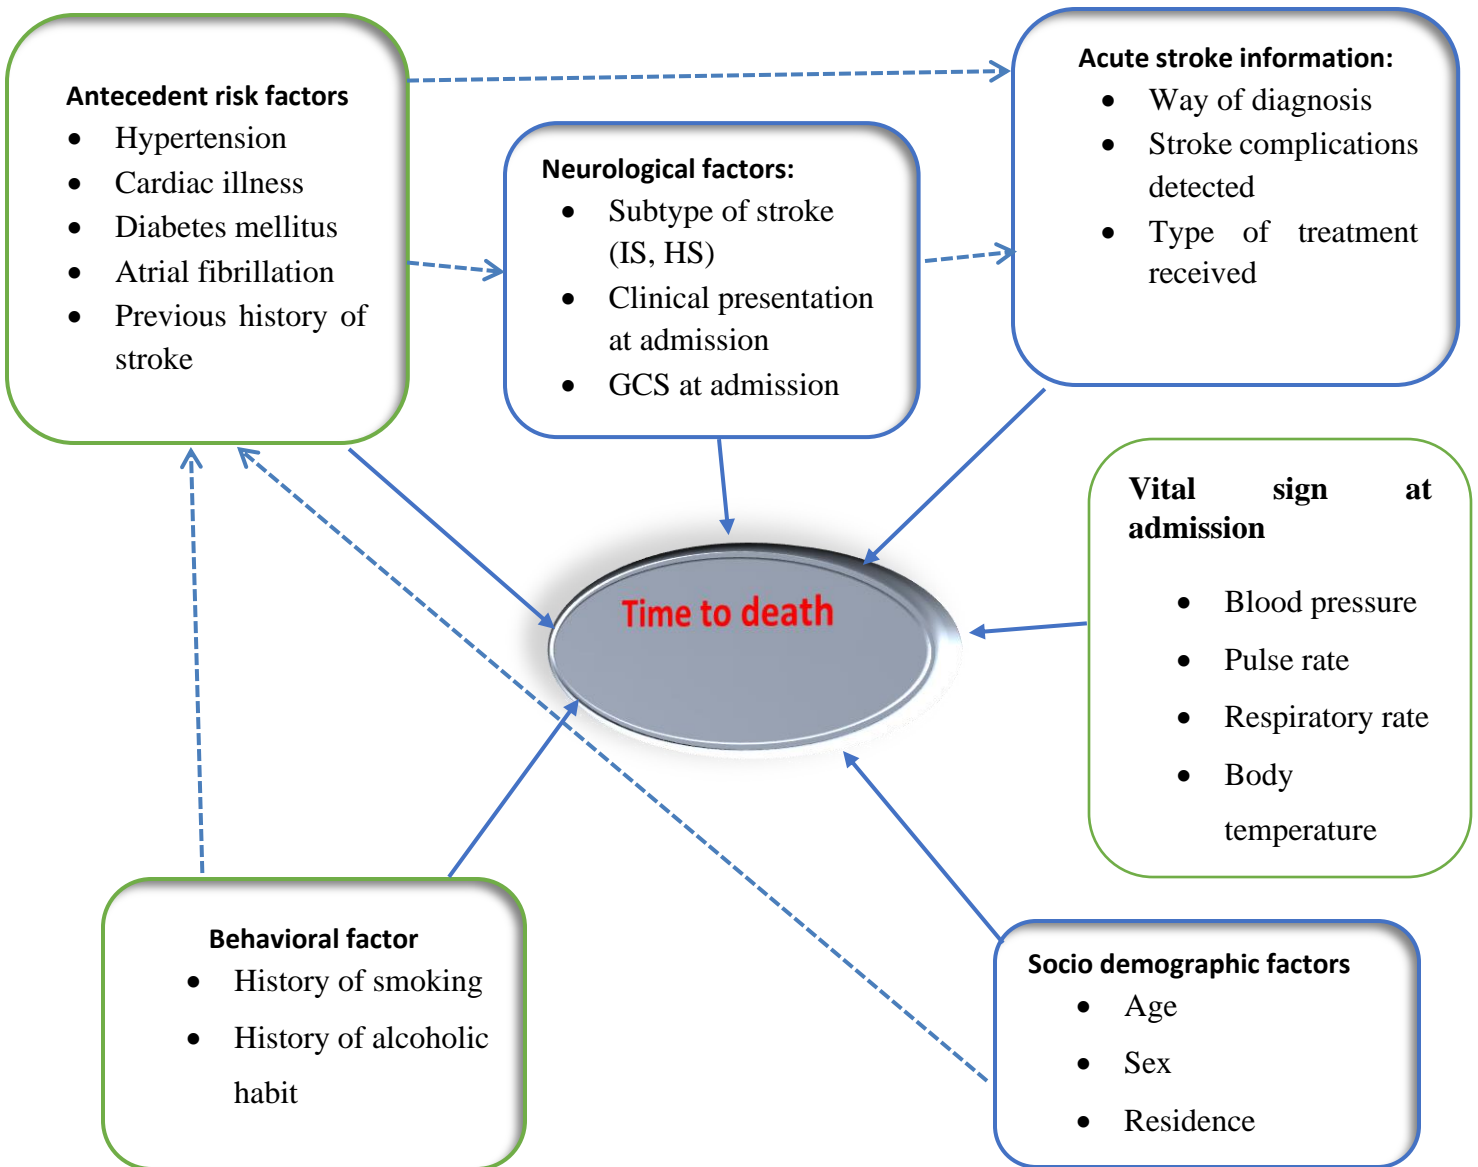 Antecedent risk factors
• Hypertension
• Cardiac illness
• Diabetes mellitus
• Atrial fibrillation
• Previous history of
stroke
Neurological factors:
• Subtype of stroke
(IS, HS)
• Clinical presentation
at admission
• GCS at admission
Acute stroke information:
• Way of diagnosis
• Stroke complications
detected
• Type of treatment
received
Vital sign at
admission
• Blood pressure
• Pulse rate
• Respiratory rate
• Body
temperature
Time to death
Behavioral factor
• History of smoking
• History of alcoholic
habit
Socio demographic factors
• Age
• Sex
• Residence